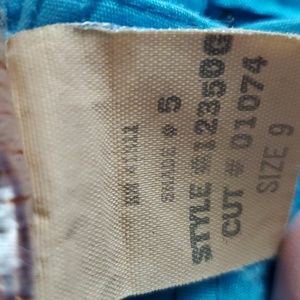 SHADE # 5
STYLE #12350G
CUT # 01074
SIZE 9